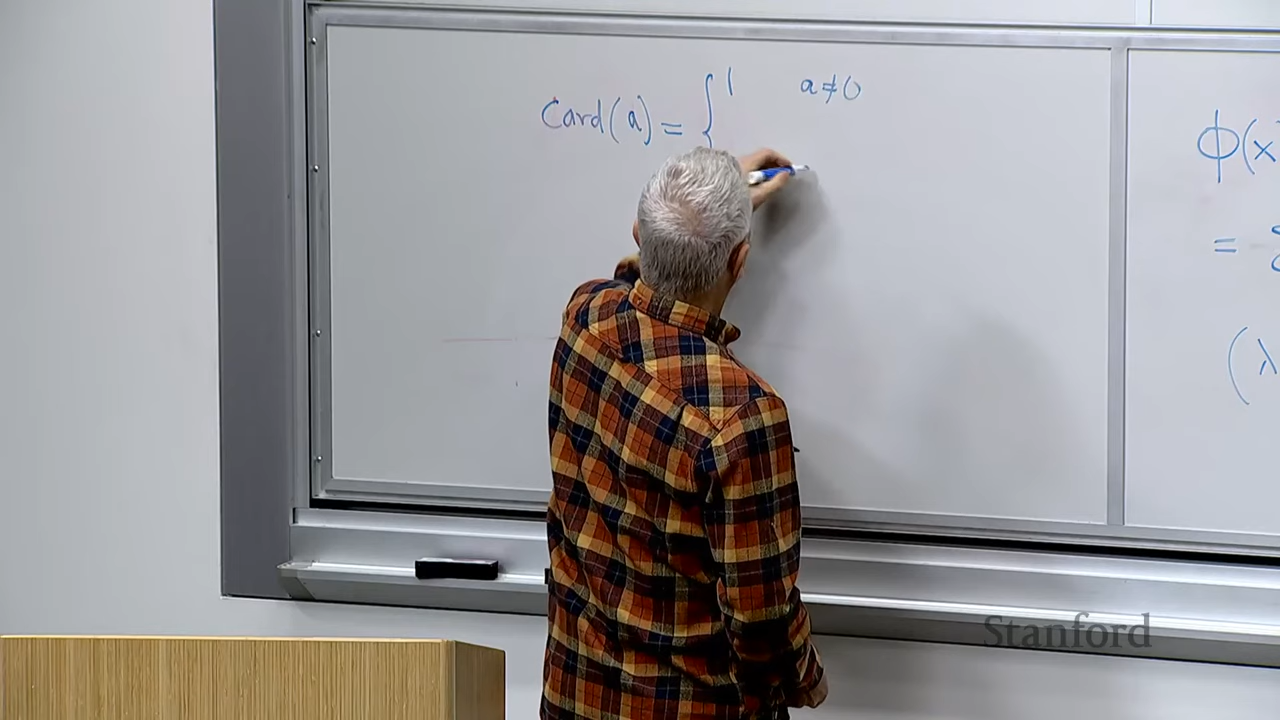 Card(a) = { 1 a ≠ 0
ϕ(x
=
(λ
Stanford